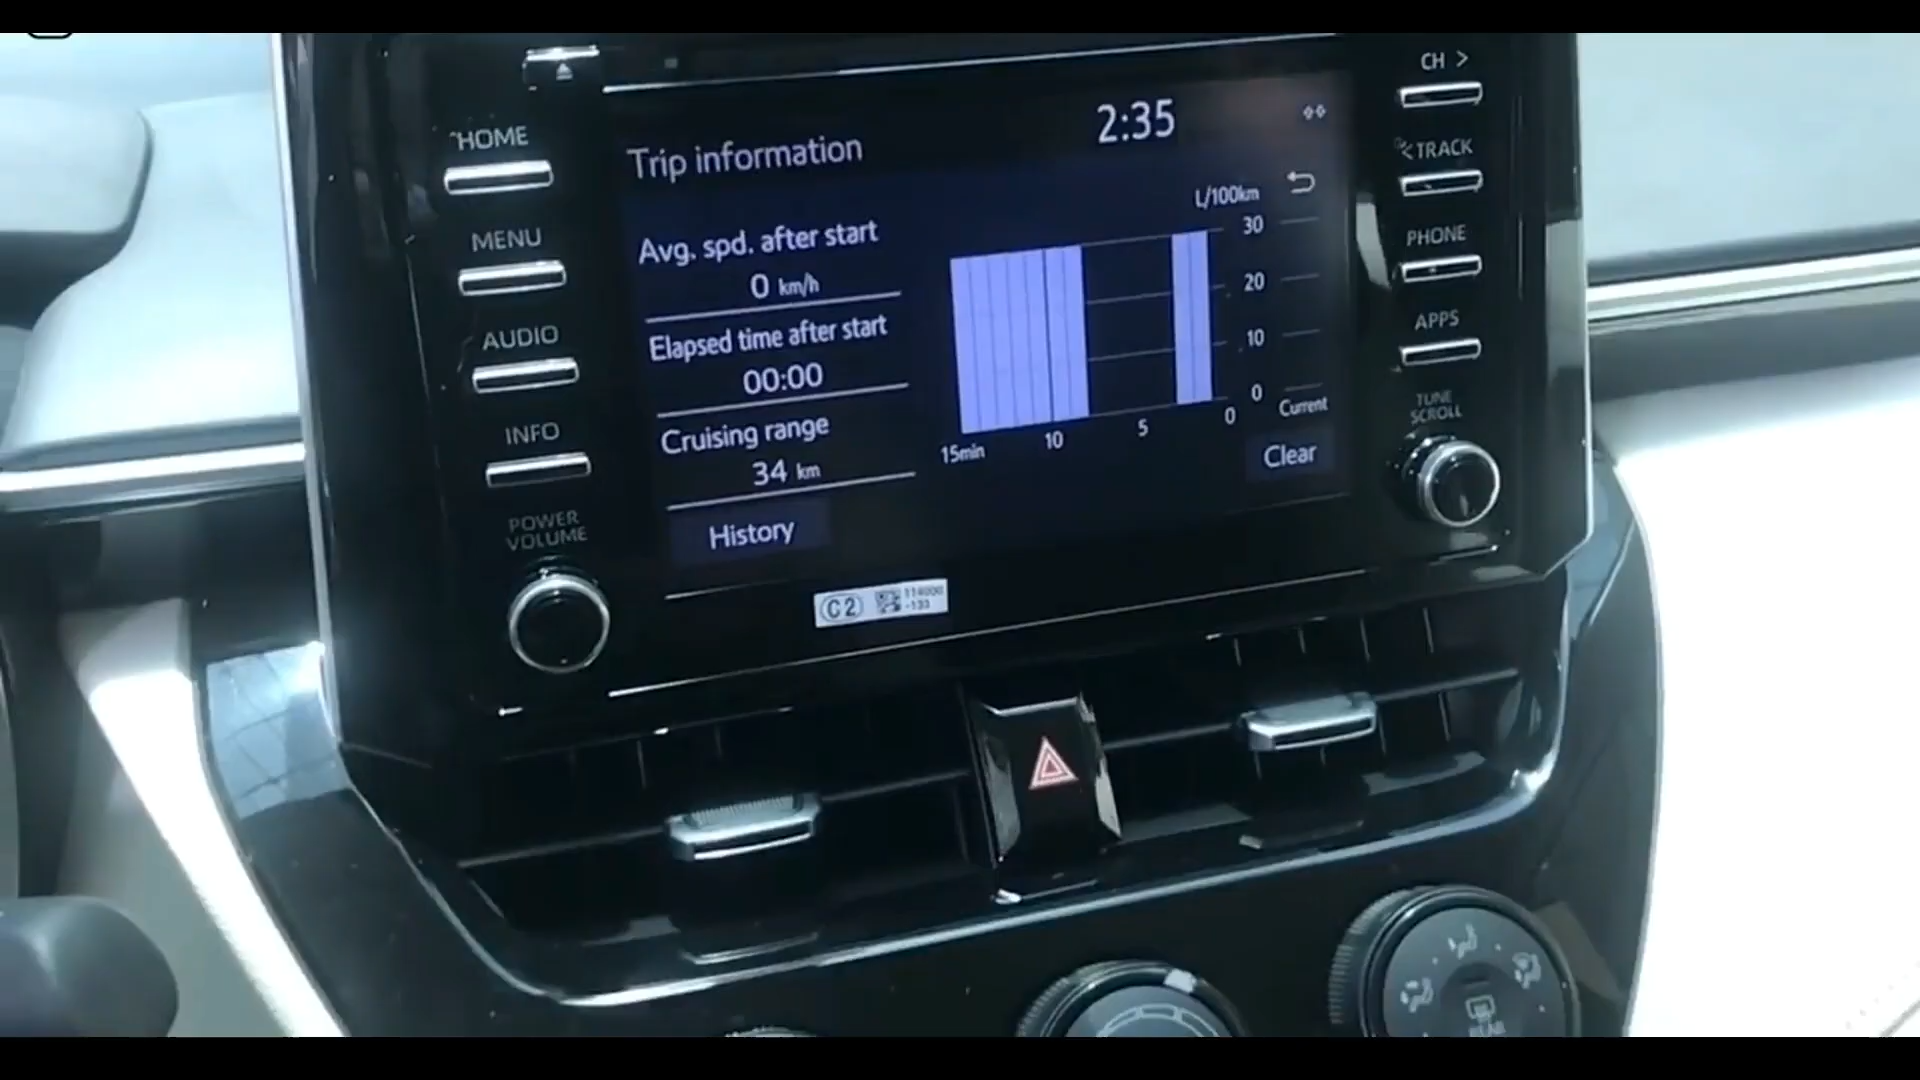 CH >
2:35
^HOME
Trip information
<TRACK
L/100km
MENU
Avg. spd. after start
30
PHONE
0 km/h
20
AUDIO
Elapsed time after start
10
APPS
00:00
0
Current
TUNE
SCROLL
INFO
Cruising range
15min 10 5 0
34 km
Clear
POWER
VOLUME
History
C2
-133
REAR